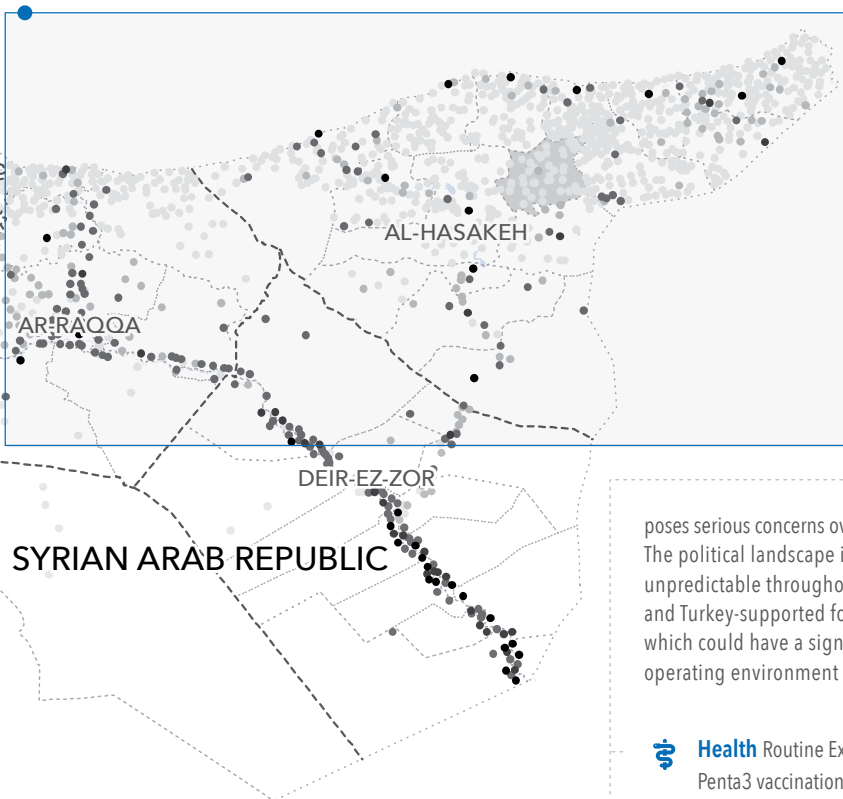 AL-HASAKEH
AR-RAQQA
DEIR-EZ-ZOR
SYRIAN ARAB REPUBLIC
poses serious concerns ov
The political landscape i
unpredictable througho
and Turkey-supported fo
which could have a sign
operating environment
Health Routine Ex
Penta3 vaccination